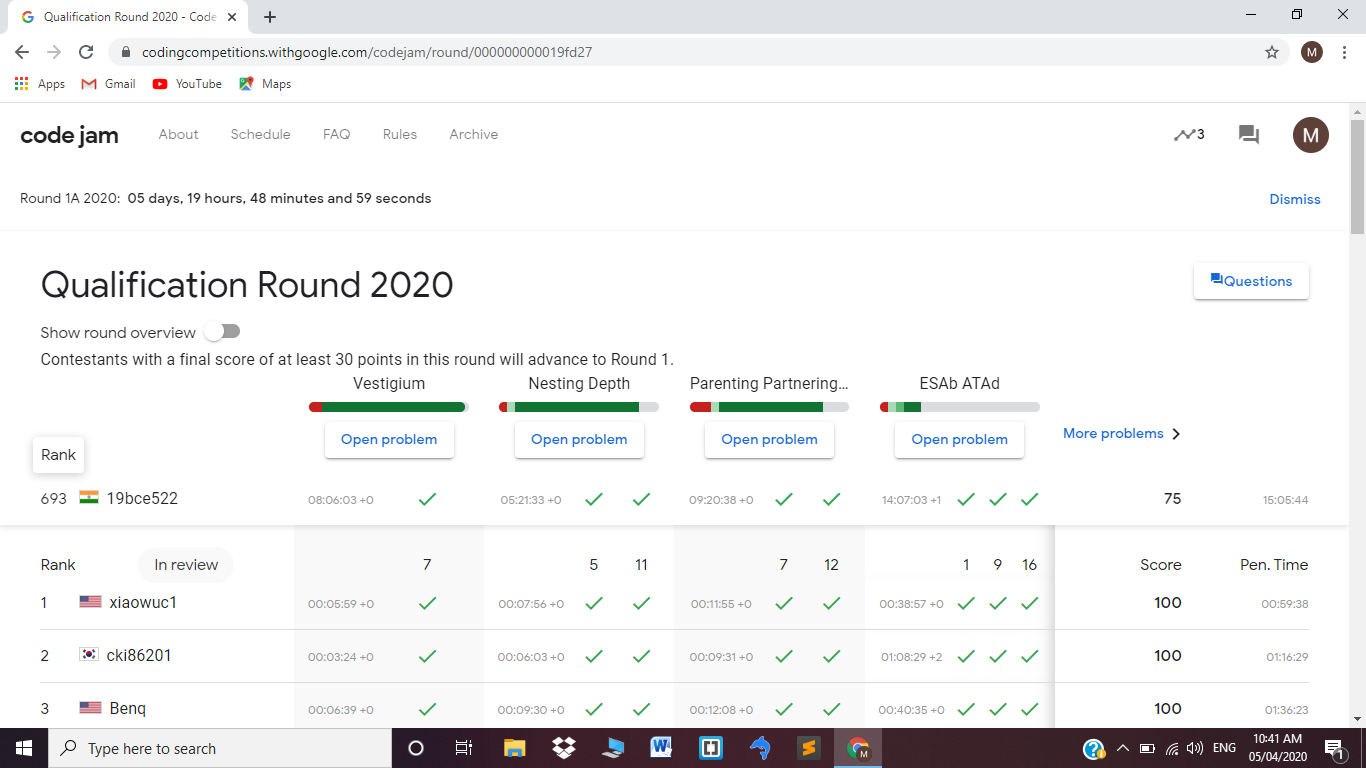 Qualification Round 2020 - Code
codingcompetitions.withgoogle.com/codejam/round/000000000019fd27
M
Apps Gmail YouTube Maps
code jam About Schedule FAQ Rules Archive 3 M
Round 1A 2020: 05 days, 19 hours, 48 minutes and 59 seconds Dismiss
Qualification Round 2020 Questions
Show round overview
Contestants with a final score of at least 30 points in this round will advance to Round 1.
Vestigium Nesting Depth Parenting Partnering... ESAb ATAd
Open problem Open problem Open problem Open problem More problems
Rank
693 19bce522 08:06:03 +0 05:21:33 +0 09:20:38 +0 14:07:03 +1 75 15:05:44
Rank In review 7 5 11 7 12 1 9 16 Score Pen. Time
1 xiaowuc1 00:05:59 +0 00:07:56 +0 00:11:55 +0 00:38:57 +0 100 00:59:38
2 cki86201 00:03:24 +0 00:06:03 +0 00:09:31 +0 01:08:29 +2 100 01:16:29
3 Benq 00:06:39 +0 00:09:30 +0 00:12:08 +0 00:40:35 +0 100 01:36:23
Type here to search ENG 10:41 AM
05/04/2020 1